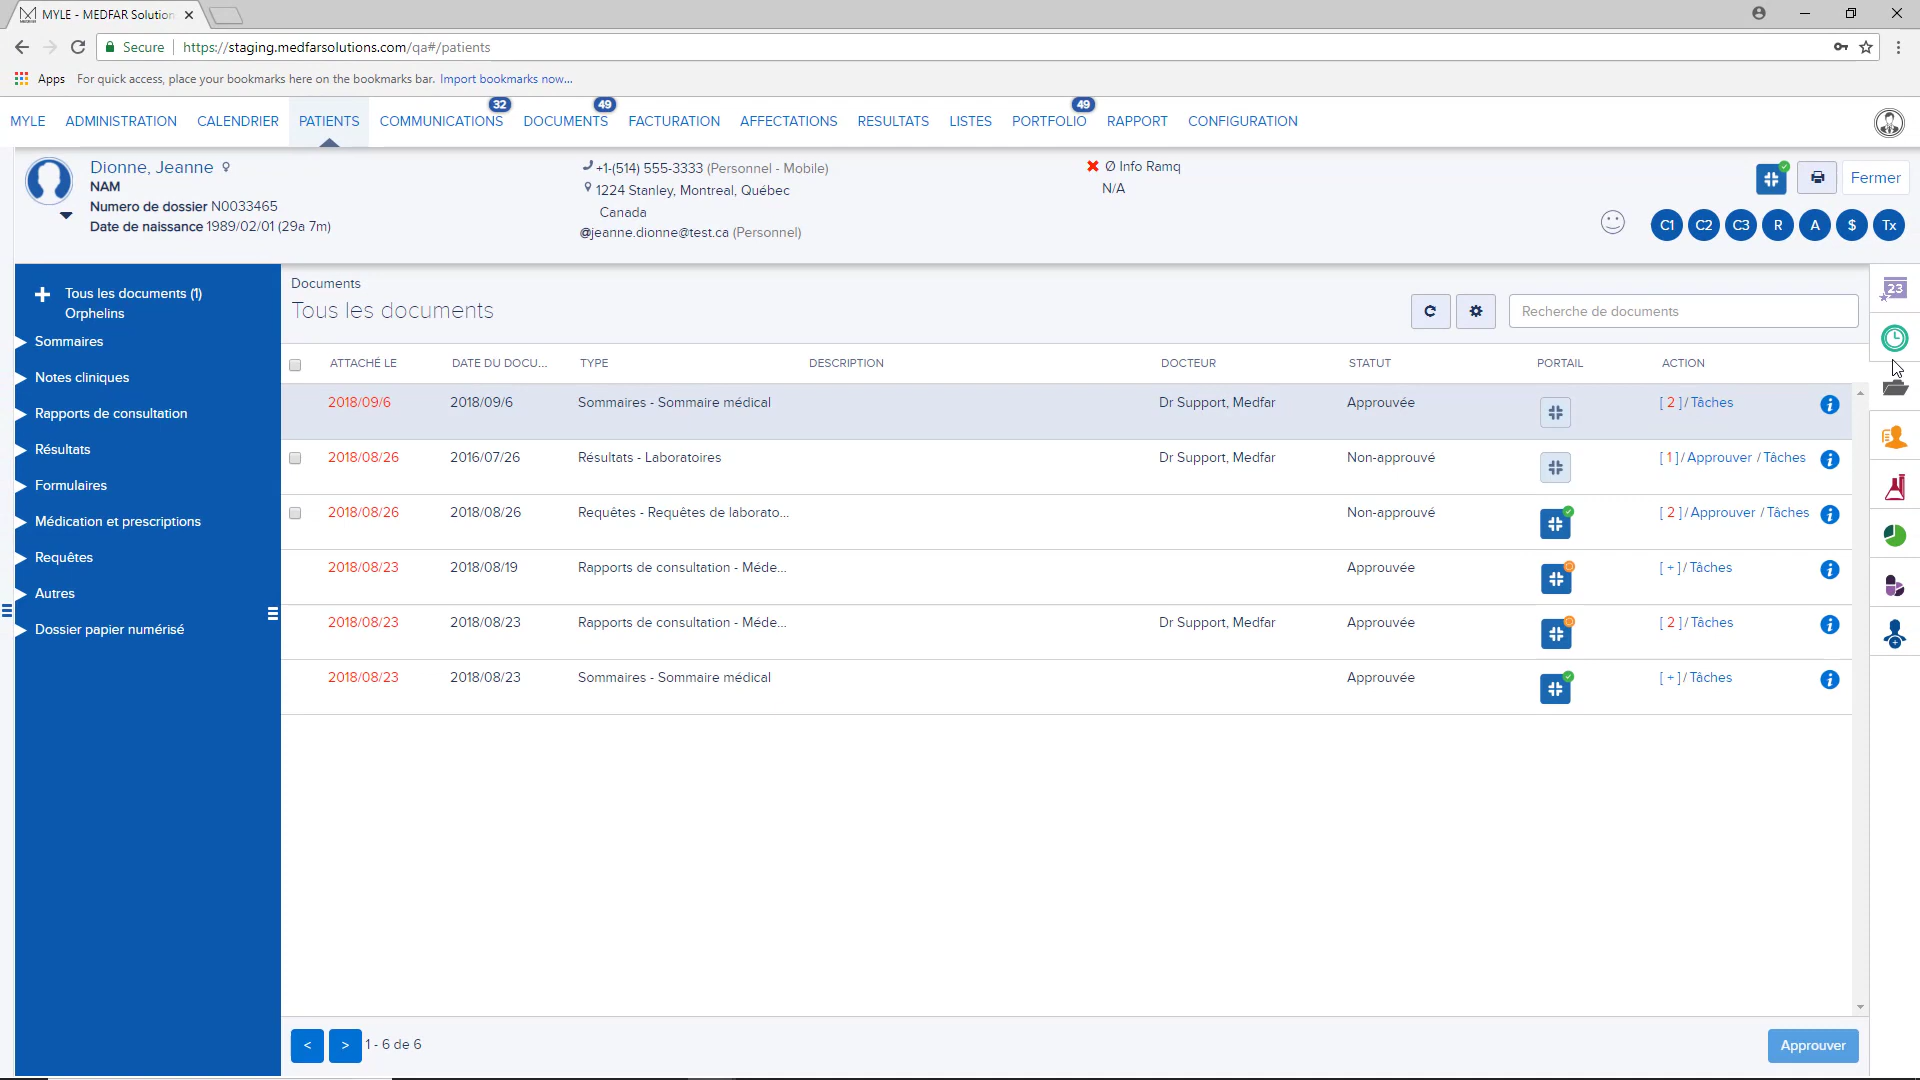 MYLE - MEDFAR Solution
Secure
https://staging.medfarsolutions.com/qa#/patients
Apps
For quick access, place your bookmarks here on the bookmarks bar. Import bookmarks now...
32
49
49
MYLE
ADMINISTRATION
CALENDRIER
PATIENTS
COMMUNICATIONS
DOCUMENTS
FACTURATION
AFFECTATIONS
RESULTATS
LISTES
PORTFOLIO
RAPPORT
CONFIGURATION
Dionne, Jeanne ♀
NAM
Numero de dossier N0033465
Date de naissance 1989/02/01 (29a 7m)
+1-(514) 555-3333 (Personnel - Mobile)
1224 Stanley, Montreal, Québec
Canada
@jeanne.dionne@test.ca (Personnel)
Ø Info Ramq
N/A
Fermer
C1 C2 C3 R A $ Tx
Tous les documents (1)
Orphelins
Sommaires
Notes cliniques
Rapports de consultation
Résultats
Formulaires
Médication et prescriptions
Requêtes
Autres
Dossier papier numérisé
Documents
Tous les documents
Recherche de documents
23
ATTACHÉ LE DATE DU DOCU... TYPE DESCRIPTION DOCTEUR STATUT PORTAIL ACTION
2018/09/6 2018/09/6 Sommaires - Sommaire médical Dr Support, Medfar Approuvée [ 2 ] / Tâches i
2018/08/26 2016/07/26 Résultats - Laboratoires Dr Support, Medfar Non-approuvé [ 1 ] / Approuver / Tâches i
2018/08/26 2018/08/26 Requêtes - Requêtes de laborato... Non-approuvé [ 2 ] / Approuver / Tâches i
2018/08/23 2018/08/19 Rapports de consultation - Méde... Approuvée [ + ] / Tâches i
2018/08/23 2018/08/23 Rapports de consultation - Méde... Dr Support, Medfar Approuvée [ 2 ] / Tâches i
2018/08/23 2018/08/23 Sommaires - Sommaire médical Approuvée [ + ] / Tâches i
< > 1 - 6 de 6
Approuver